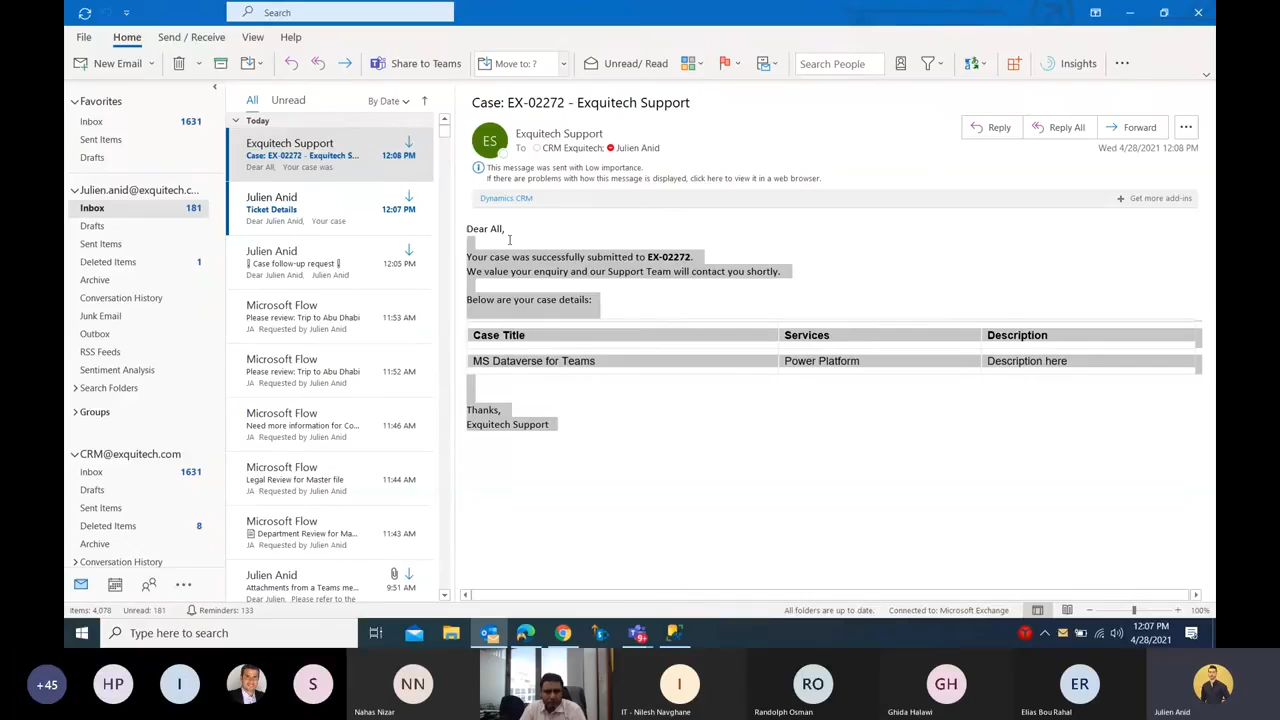 Search
File
Home
Send / Receive
View
Help
New Email
Share to Teams
Move to: ?
Unread/ Read
Search People
Insights
Favorites
Inbox 1631
Sent Items
Drafts
Julien.anid@exquitech.c...
Inbox 181
Drafts
Sent Items
Deleted Items 1
Archive
Conversation History
Junk Email
Outbox
RSS Feeds
Sentiment Analysis
Search Folders
Groups
CRM@exquitech.com
Inbox 1631
Drafts
Sent Items
Deleted Items 8
Archive
Conversation History
All Unread By Date
Today
Exquitech Support
Case: EX-02272 - Exquitech S... 12:08 PM
Dear All, Your case was
Julien Anid
Ticket Details 12:07 PM
Dear Julien Anid, Your case
Julien Anid
Case follow-up request 12:05 PM
Dear Julien Anid, Julien Anid
Microsoft Flow
Please review: Trip to Abu Dhabi 11:53 AM
JA Requested by Julien Anid
Microsoft Flow
Please review: Trip to Abu Dhabi 11:52 AM
JA Requested by Julien Anid
Microsoft Flow
Need more information for Co... 11:46 AM
JA Requested by Julien Anid
Microsoft Flow
Legal Review for Master file 11:44 AM
JA Requested by Julien Anid
Microsoft Flow
Department Review for Ma... 11:43 AM
JA Requested by Julien Anid
Julien Anid
Attachments from a Teams me... 9:51 AM
Dear Julien, Please refer to the
Case: EX-02272 - Exquitech Support
ES
Exquitech Support
To CRM Exquitech; Julien Anid
Reply
Reply All
Forward
Wed 4/28/2021 12:08 PM
This message was sent with Low importance.
If there are problems with how this message is displayed, click here to view it in a web browser.
Dynamics CRM
+ Get more add-ins
Dear All,
Your case was successfully submitted to EX-02272.
We value your enquiry and our Support Team will contact you shortly.
Below are your case details:
Case Title Services Description
MS Dataverse for Teams Power Platform Description here
Thanks,
Exquitech Support
Items: 4,078 Unread: 181 Reminders: 133
All folders are up to date. Connected to: Microsoft Exchange
100%
Type here to search
9+
12:07 PM
4/28/2021
+45
HP
I
S
NN
Nahas Nizar
I
IT - Nilesh Navghane
RO
Randolph Osman
GH
Ghida Halawi
ER
Elias Bou Rahal
Julien Anid